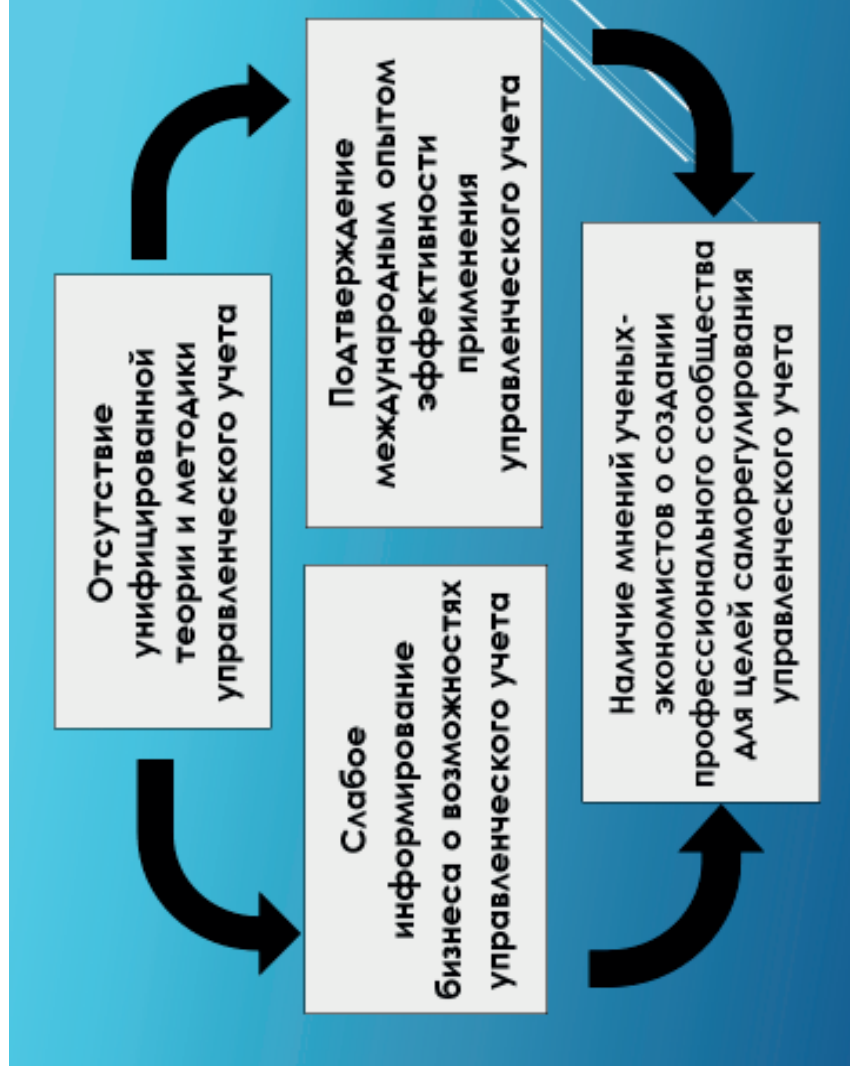 Отсутствие
унифицированной
теории и методики
управленческого учета
Слабое
информирование
бизнеса о возможностях
управленческого учета
Подтверждение
международным опытом
эффективности
применения
управленческого учета
Наличие мнений ученых-
экономистов о создании
профессионального сообщества
для целей саморегулирования
управленческого учета